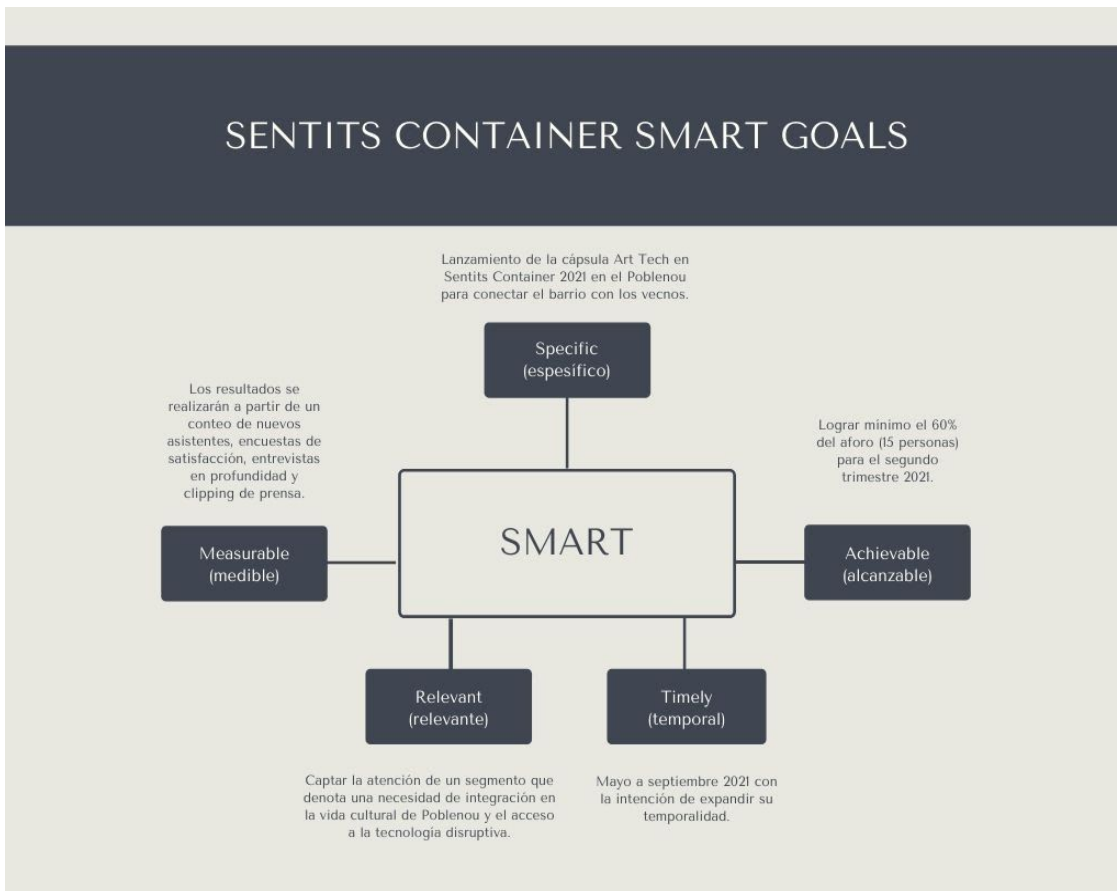 SENTITS CONTAINER SMART GOALS
Lanzamiento de la cápsula Art Tech en
Sentits Container 2021 en el Poblenou
para conectar el barrio con los vecnos.
Specific
(espesífico)
Los resultados se
realizarán a partir de un
conteo de nuevos
asistentes, encuestas de
satisfacción, entrevistas
en profundidad y
clipping de prensa.
Measurable
(medible)
SMART
Lograr mínimo el 60%
del aforo (15 personas)
para el segundo
trimestre 2021.
Achievable
(alcanzable)
Relevant
(relevante)
Captar la atención de un segmento que
denota una necesidad de integración en
la vida cultural de Poblenou y el acceso
a la tecnología disruptiva.
Timely
(temporal)
Mayo a septiembre 2021 con
la intención de expandir su
temporalidad.